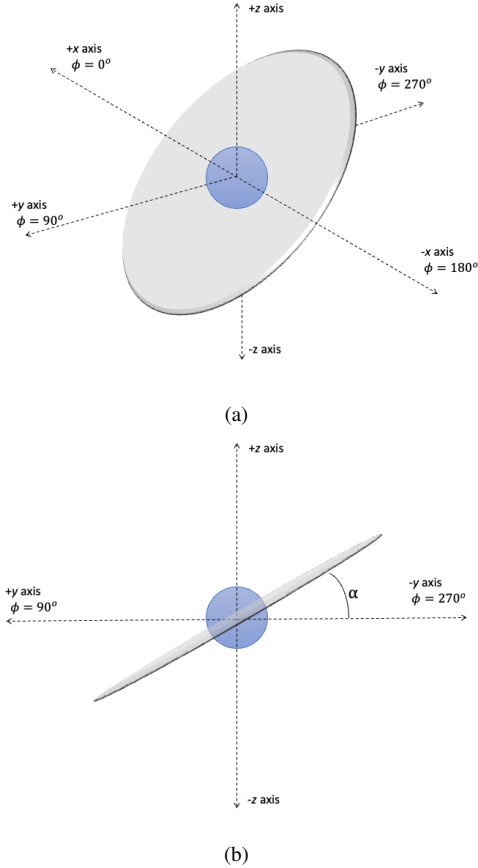 +z axis
+x axis
ϕ = 0°
-y axis
ϕ = 270°
+y axis
ϕ = 90°
-x axis
ϕ = 180°
-z axis
(a)
+z axis
+y axis
ϕ = 90°
-y axis
ϕ = 270°
α
-z axis
(b)